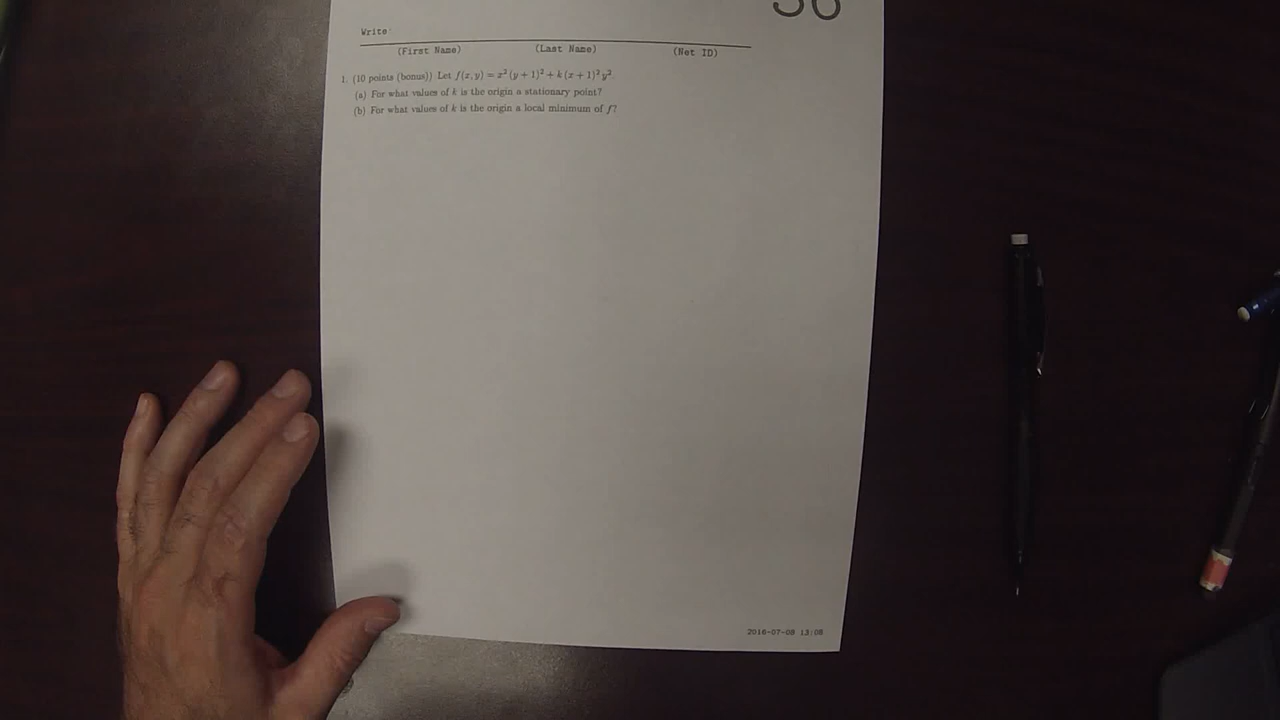 36
Write
(First Name) (Last Name) (Net ID)
1. (10 points (bonus)) Let f(x, y) = x²(y + 1)² + k(x + 1)²y².
(a) For what values of k is the origin a stationary point?
(b) For what values of k is the origin a local minimum of f?
2016-07-08 13:08